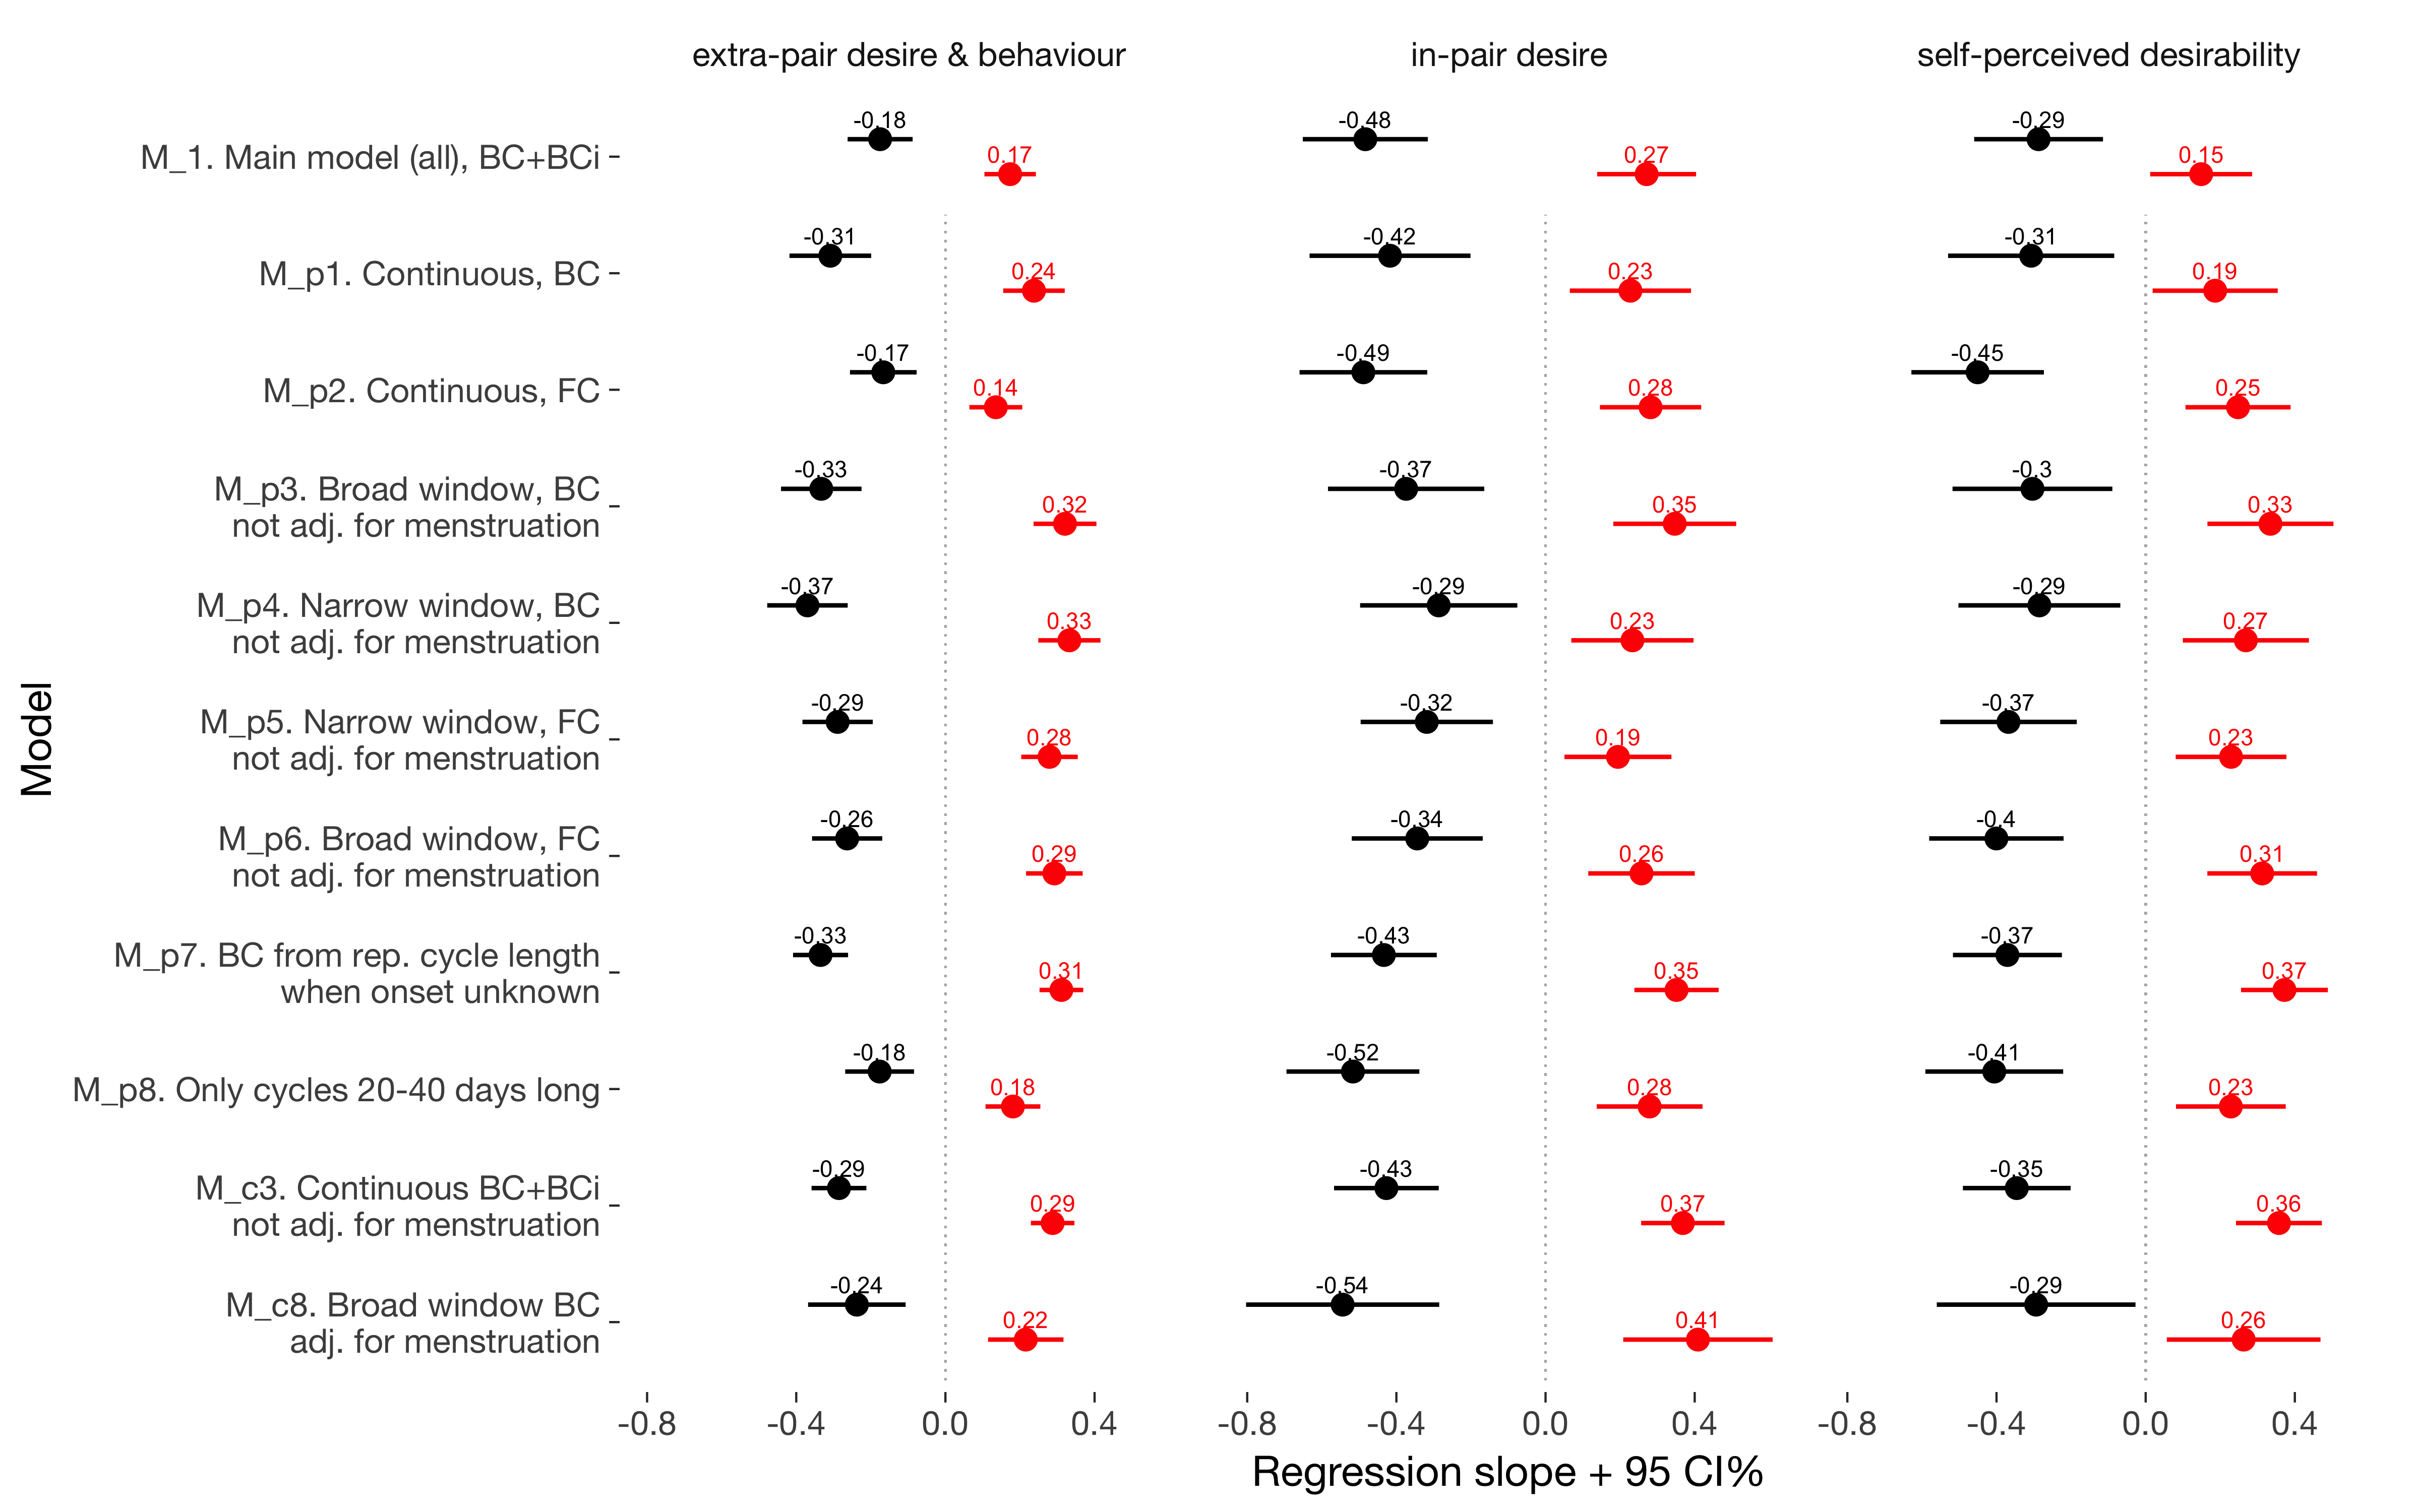 extra-pair desire & behaviour in-pair desire self-perceived desirability
M_1. Main model (all), BC+BCi
-0.18 -0.48 -0.29
0.17 0.27 0.15
M_p1. Continuous, BC
-0.31 -0.42 -0.31
0.24 0.23 0.19
M_p2. Continuous, FC
-0.17 -0.49 -0.45
0.14 0.28 0.25
M_p3. Broad window, BC
not adj. for menstruation
-0.33 -0.37 -0.3
0.32 0.35 0.33
M_p4. Narrow window, BC
not adj. for menstruation
-0.37 -0.29 -0.29
0.33 0.23 0.27
M_p5. Narrow window, FC
not adj. for menstruation
-0.29 -0.32 -0.37
0.28 0.19 0.23
M_p6. Broad window, FC
not adj. for menstruation
-0.26 -0.34 -0.4
0.29 0.26 0.31
M_p7. BC from rep. cycle length
when onset unknown
-0.33 -0.43 -0.37
0.31 0.35 0.37
M_p8. Only cycles 20-40 days long
-0.18 -0.52 -0.41
0.18 0.28 0.23
M_c3. Continuous BC+BCi
not adj. for menstruation
-0.29 -0.43 -0.35
0.29 0.37 0.36
M_c8. Broad window BC
adj. for menstruation
-0.24 -0.54 -0.29
0.22 0.41 0.26
Model
-0.8 -0.4 0.0 0.4 -0.8 -0.4 0.0 0.4 -0.8 -0.4 0.0 0.4
Regression slope + 95 CI%